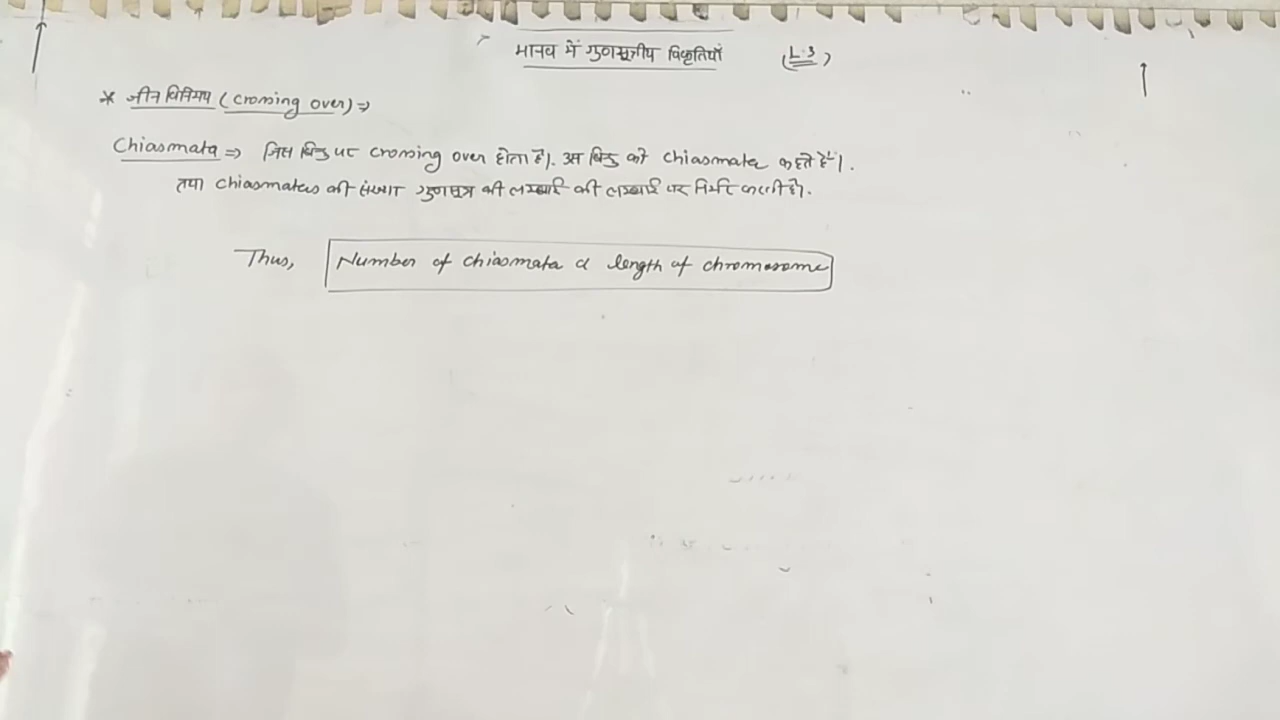 मानव में गुणसूत्रीय विकृतियाँ (L-3)
* जीन विनिमय (Crossing over) ⇒
Chiasmata ⇒ जिस बिन्दु पर crossing over होता है। उस बिन्दु को chiasmata कहते हैं।
तथा chiasmatas की संख्या गुणसूत्र की लम्बाई की लम्बाई पर निर्भर करती है।
Thus, Number of chiasmata α length of chromosome